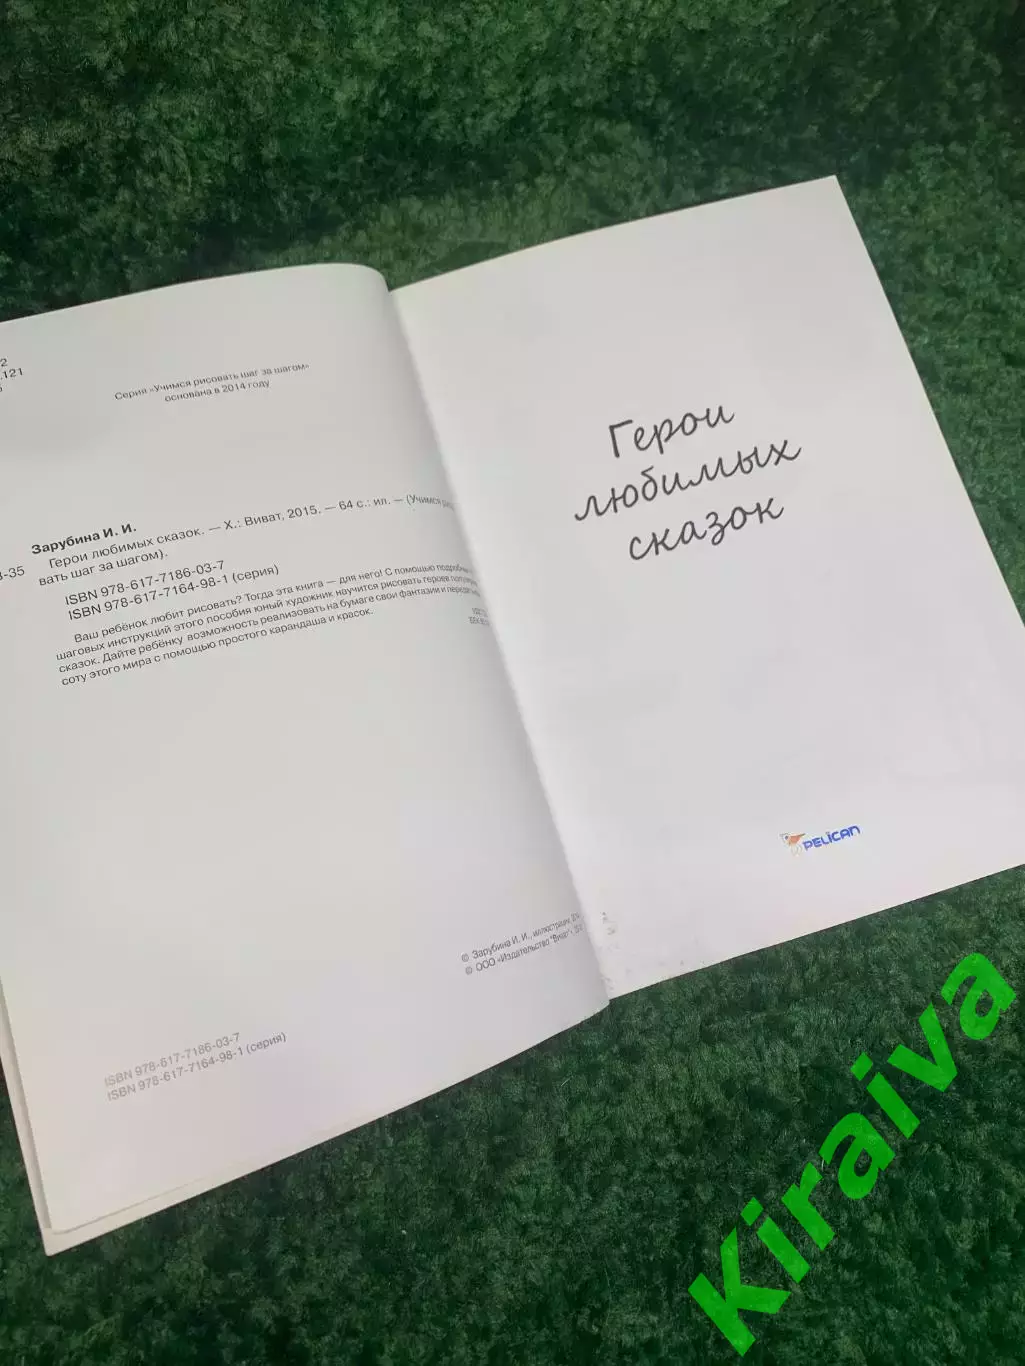 2
.121
Серия «Учимся рисовать шаг за шагом»
основана в 2014 году
Зарубина И. И.
Герои любимых сказок. — Х.: Виват, 2015. — 64 с.: ил. — (Учимся
вать шаг за шагом).
-35
ISBN 978-617-7186-03-7
ISBN 978-617-7164-98-1 (серия)
Ваш ребёнок любит рисовать? Тогда эта книга — для него! С помощью
шаговых инструкций этого пособия юный художник научится рисовать героев
сказок. Дайте ребёнку возможность реализовать на бумаге свои фантазии и
соту этого мира с помощью простого карандаша и красок.
© Зарубина И. И., иллюстрации,
© ООО «Издательство "Виват",
ISBN 978-617-7186-03-7
ISBN 978-617-7164-98-1 (серия)
Герои
любимых
сказок
PELICAN
Kiraiva